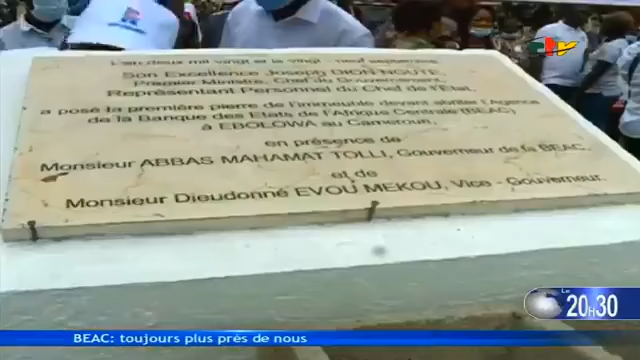 L'an deux mil vingt et le vingt neuf septembre
Son Excellence Joseph DION NGUTE
Premier Ministre, Chef du Gouvernement,
Représentant Personnel du Chef de l'Etat,
a posé la première pierre de l'immeuble devant abriter l'Agence
de la Banque des Etats de l'Afrique Centrale (BEAC)
à EBOLOWA au Cameroun,
en présence de
Monsieur ABBAS MAHAMAT TOLLI, Gouverneur de la BEAC,
et de
Monsieur Dieudonné EVOU MEKOU, Vice - Gouverneur.
crtv
Le
20H30
BEAC: toujours plus près de nous